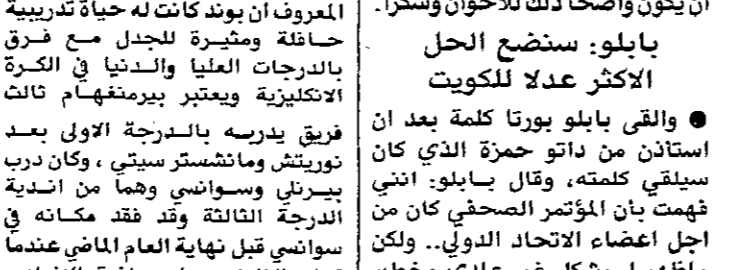 ان يكون واضحا ذلك للاخوان وشكرا.
بابلو: سنضع الحل
الاكثر عدلا للكويت
● والقى بابلو بورتا كلمة بعد ان
استاذن من داتو حمزة الذي كان
سيلقي كلمته، وقال بابلو: انني
فهمت بأن المؤتمر الصحفي كان من
اجل اعضاء الاتحاد الدولي.. ولكن
المعروف ان بوند كانت له حياة تدريبية
حافلة ومثيرة للجدل مع فرق
بالدرجات العليا والدنيا في الكرة
الانكليزية ويعتبر بيرمنغهام ثالث
فريق يدربه بالدرجة الاولى بعد
نوريتش ومانشستر سيتي ، وكان درب
بيرنلي وسوانسي وهما من اندية
الدرجة الثالثة وقد فقد مكانه في
سوانسي قبل نهاية العام الماضي عندما